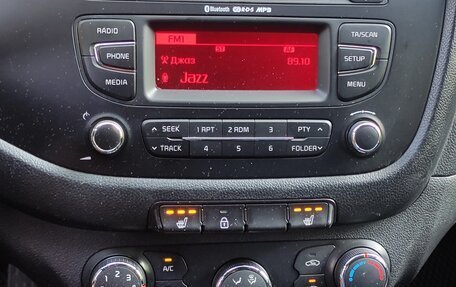 Bluetooth RDS MP3
RADIO
PHONE
MEDIA
FM1
AF
Джаз 89.10
Jazz
TA/SCAN
SETUP
MENU
SEEK 1 RPT 2 RDM 3 PTY
TRACK 4 5 6 FOLDER
A/C